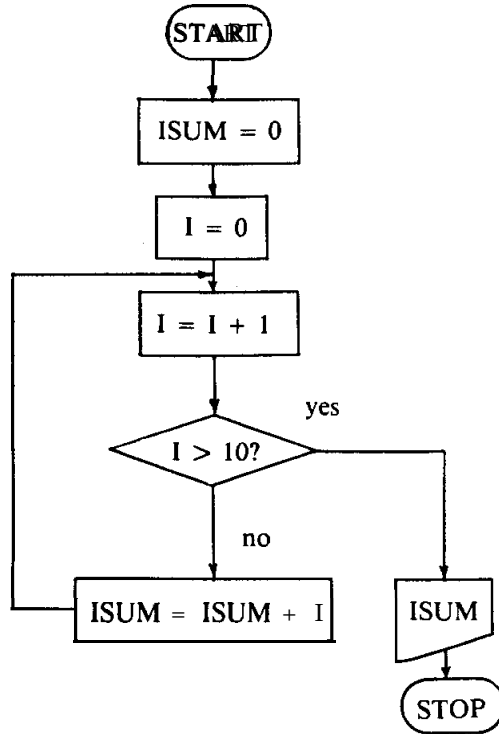 START
ISUM = 0
I = 0
I = I + 1
I > 10?
yes
no
ISUM = ISUM + I
ISUM
STOP